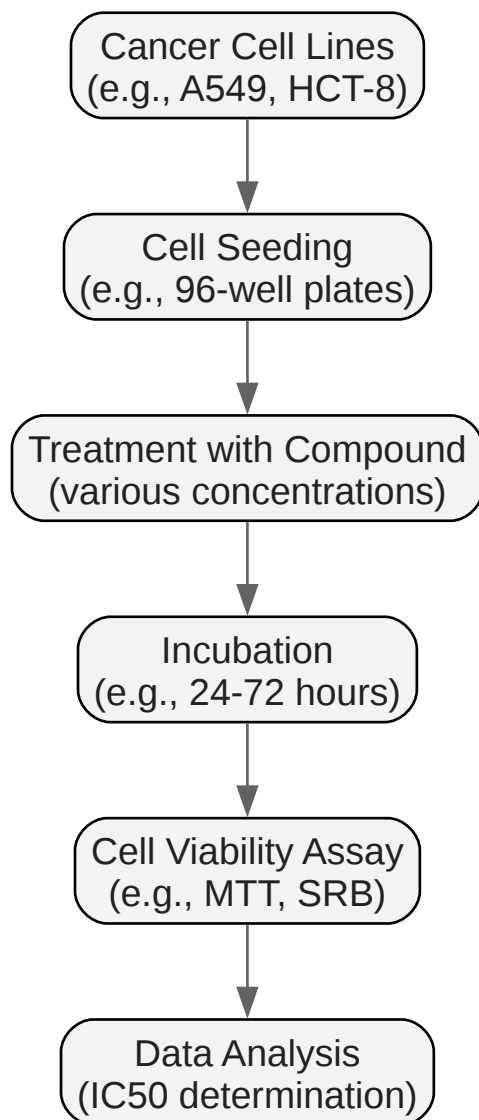 Cancer Cell Lines
(e.g., A549, HCT-8)
Cell Seeding
(e.g., 96-well plates)
Treatment with Compound
(various concentrations)
Incubation
(e.g., 24-72 hours)
Cell Viability Assay
(e.g., MTT, SRB)
Data Analysis
(IC50 determination)